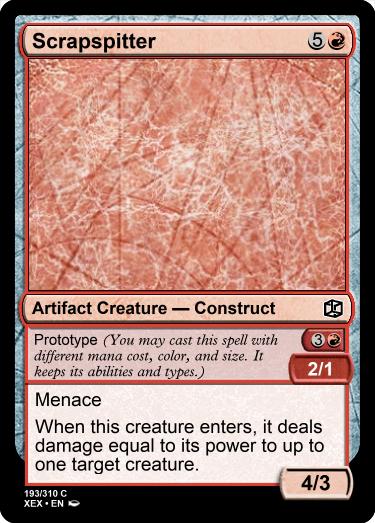 Scrapspitter 5
Artifact Creature — Construct
Prototype (You may cast this spell with 3
different mana cost, color, and size. It
keeps its abilities and types.) 2/1
Menace
When this creature enters, it deals
damage equal to its power to up to
one target creature.
4/3
193/310 C
XEX • EN